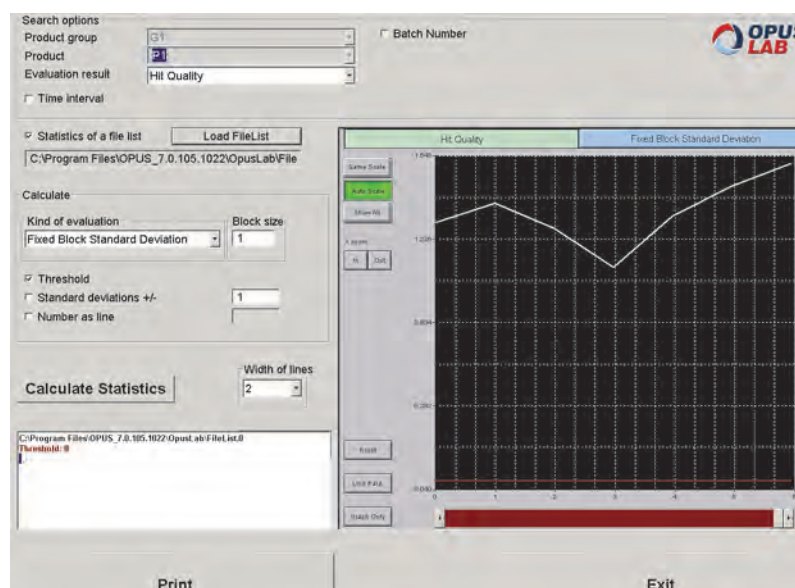 Search options
Product group G1
Product P1
Evaluation result Hit Quality
Batch Number
Time interval
OPUS
LAB
Statistics of a file list Load FileList
C:\Program Files\OPUS_7.0.105.1022\OpusLab\File
Calculate
Kind of evaluation Block size
Fixed Block Standard Deviation 1
Threshold
Standard deviations +/- 1
Number as line
Width of lines
Calculate Statistics 2
C:\Program Files\OPUS_7.0.105.1022\OpusLab\FileList.0
Threshold: 0
Hit Quality Fixed Block Standard Deviation
Auto Scale
Show All
Reset
0 1 2 3 4 5 6
Print Exit